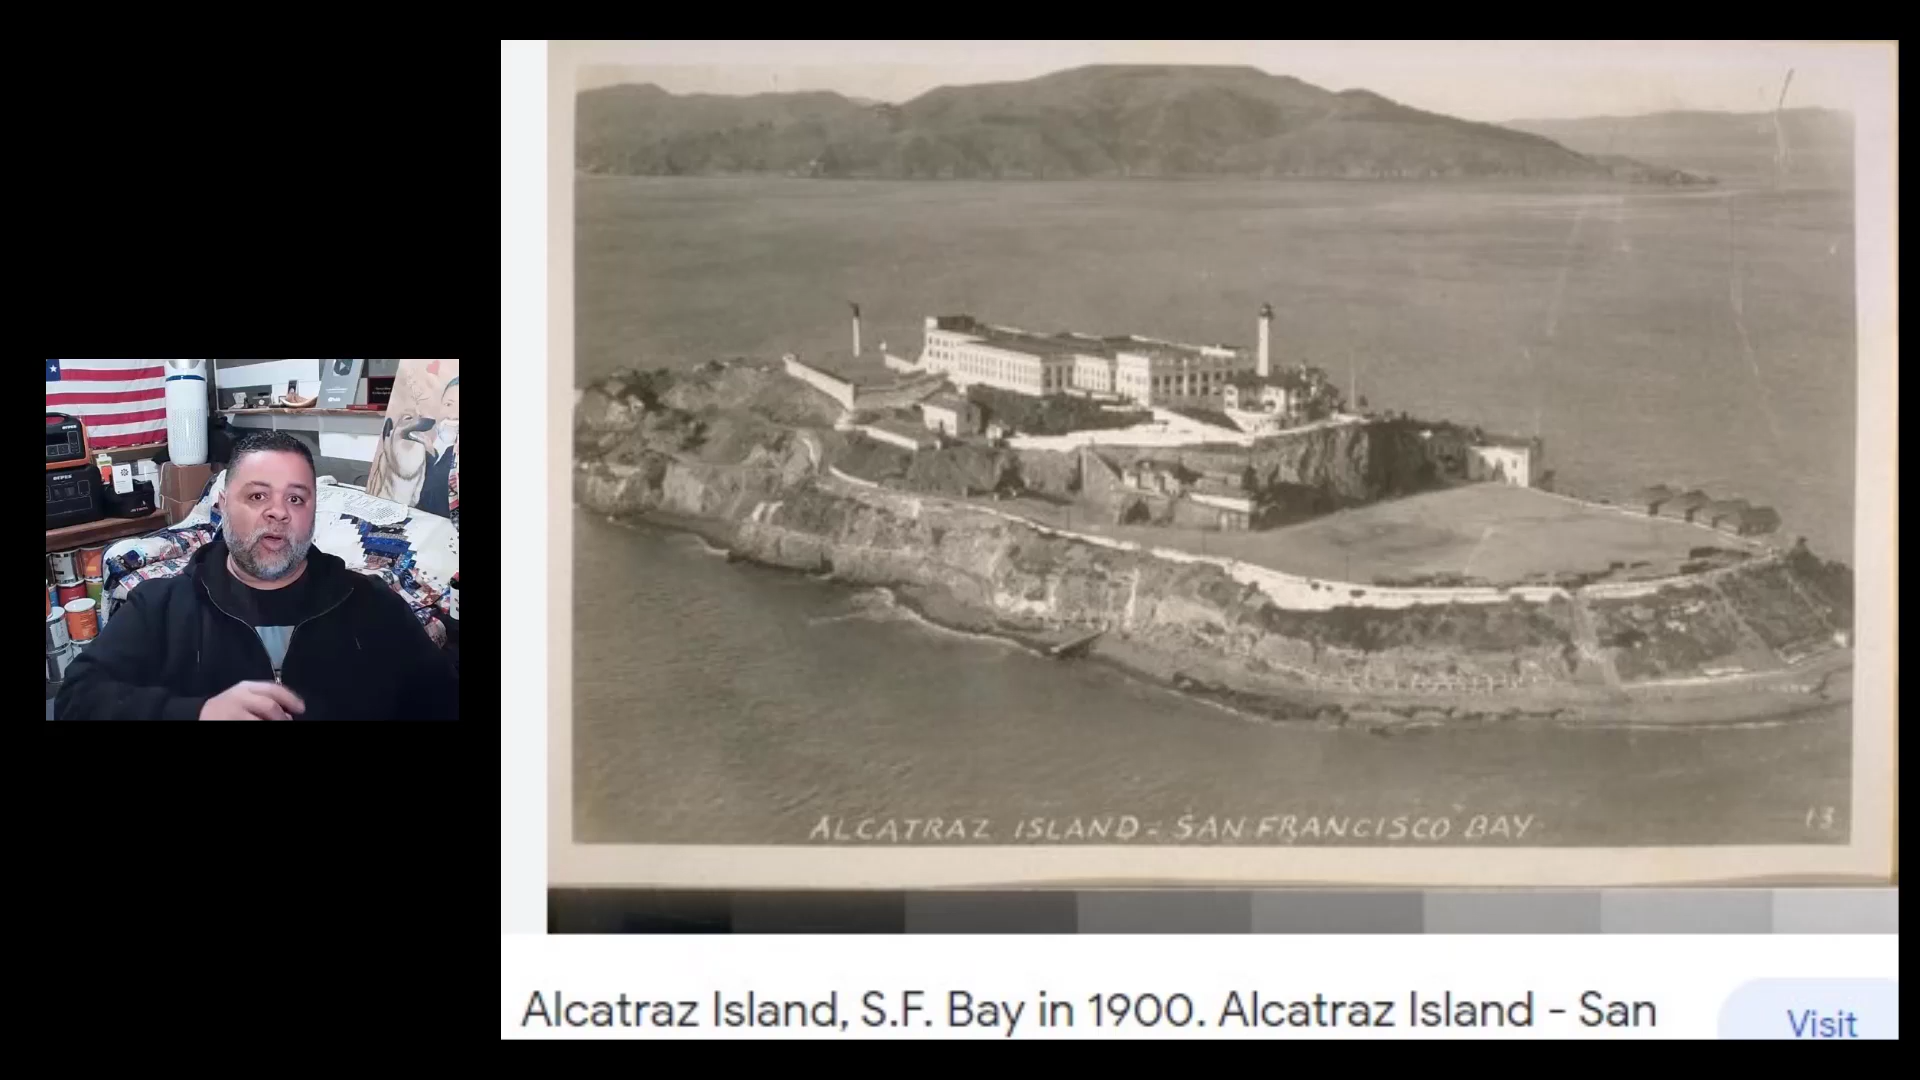 ALCATRAZ ISLAND - SAN FRANCISCO BAY
13
Alcatraz Island, S.F. Bay in 1900. Alcatraz Island - San
Visit